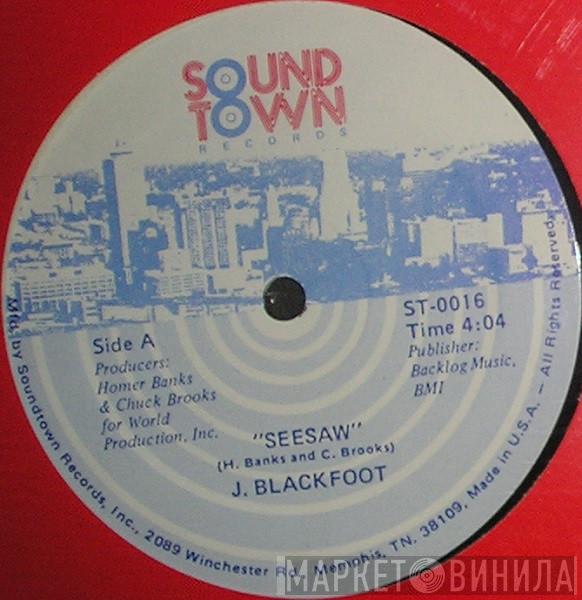 SOUND
TOWN
RECORDS
Side A
Producers:
Homer Banks
& Chuck Brooks
for World
Production, Inc.
ST-0016
Time 4:04
Publisher:
Backlog Music,
BMI
"SEESAW"
(H. Banks and C. Brooks)
J. BLACKFOOT
Mfg. by Soundtown Records, Inc., 2089 Winchester Rd., Memphis, TN. 38109, Made in U.S.A. — All Rights Reserved.
МАРКЕТ ВИНИЛА